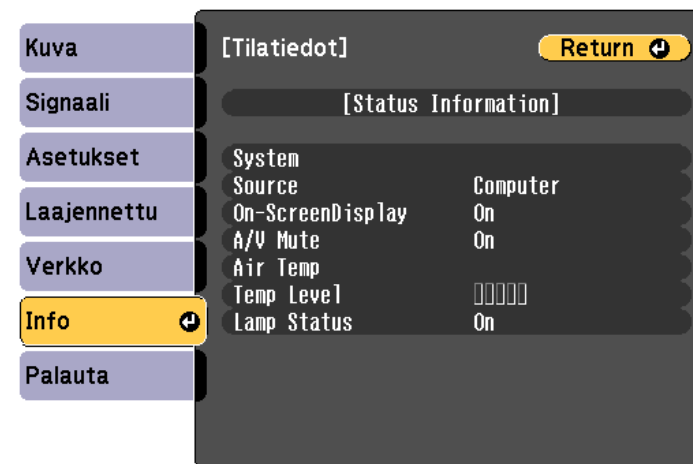 Kuva
Signaali
Asetukset
Laajennettu
Verkko
Info
Palauta
[Tilatiedot]
Return
[Status Information]
System
Source Computer
On-ScreenDisplay On
A/V Mute On
Air Temp
Temp Level
Lamp Status On